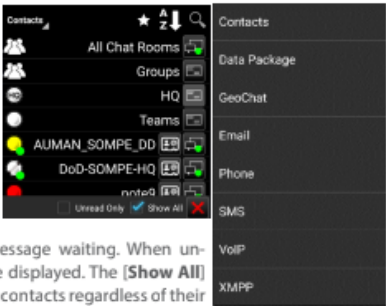 Contacts
A
Z
All Chat Rooms
Groups
HQ
Teams
AUMAN_SOMPE_DD
DoD-SOMPE-HQ
note9
Unread Only Show All
essage waiting. When un-
e displayed. The [Show All]
contacts regardless of their
Contacts
Data Package
GeoChat
Email
Phone
SMS
VoIP
XMPP